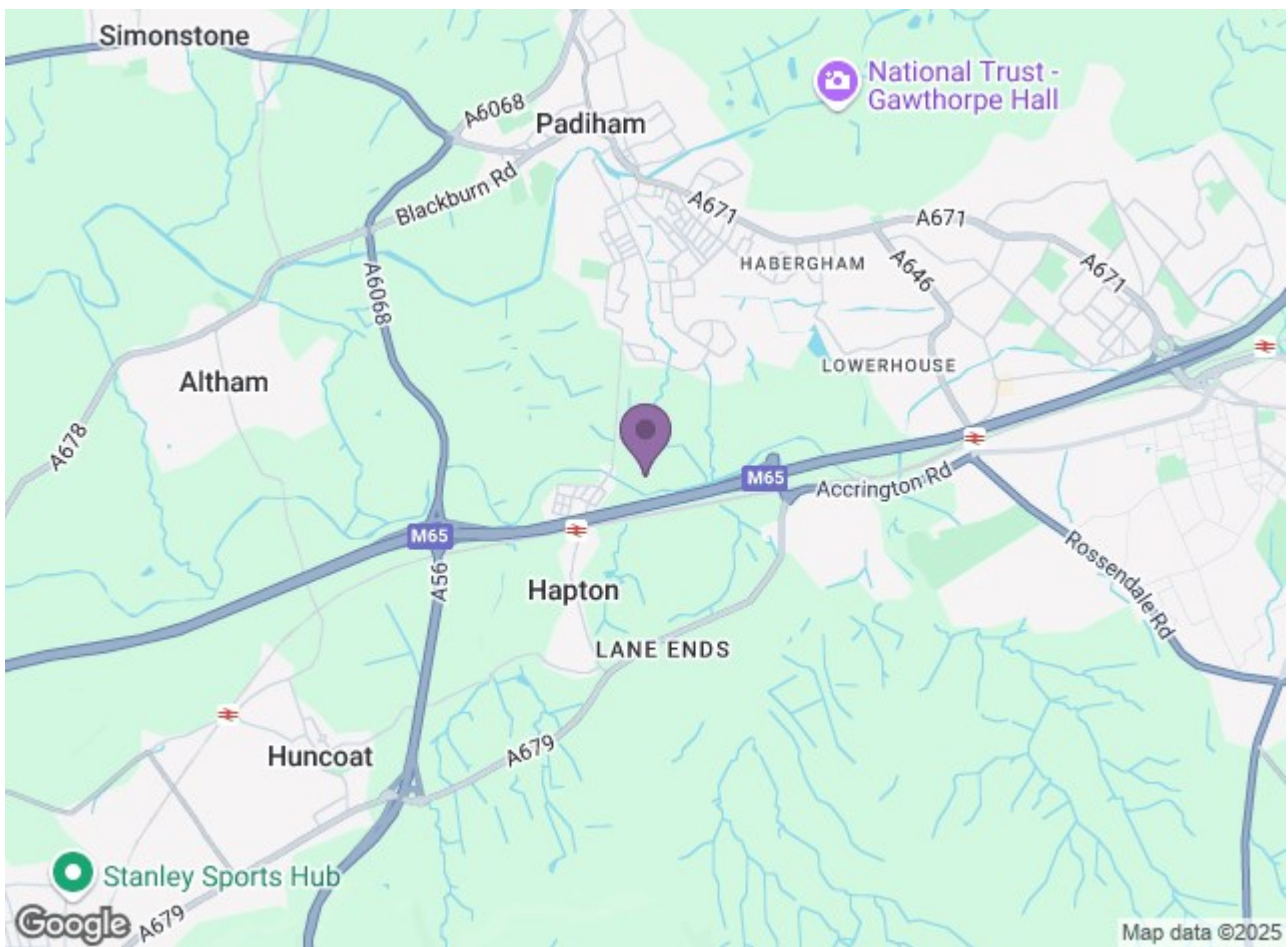 Simonstone
National Trust -
Gawthorpe Hall
A6068
Padiham
Blackburn Rd
A671
A671
HABERGHAM
A646
A671
A6068
LOWERHOUSE
Altham
A678
M65
Accrington Rd
M65
A56
Rossendale Rd
Hapton
LANE ENDS
Huncoat
A679
Stanley Sports Hub
Google
A679
Map data ©2025